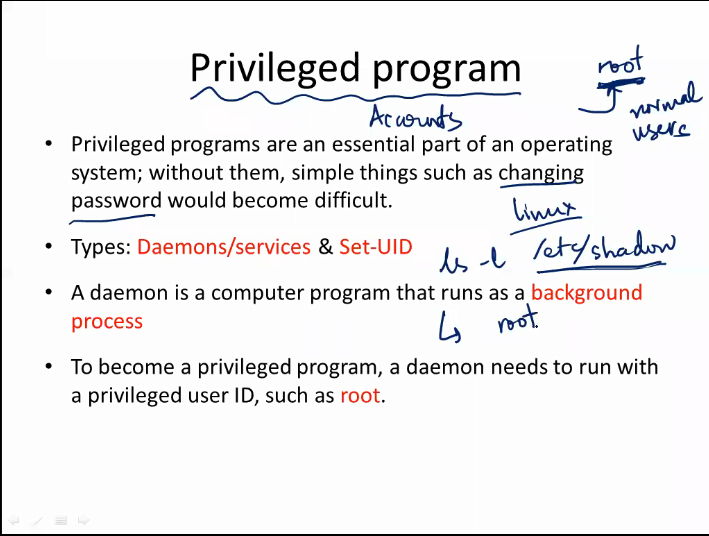 Privileged program
root
normal
users
Accounts
• Privileged programs are an essential part of an operating
system; without them, simple things such as changing
password would become difficult.
Linux
• Types: Daemons/services & Set-UID
ls -l /etc/shadow
• A daemon is a computer program that runs as a background
process
↳ root.
• To become a privileged program, a daemon needs to run with
a privileged user ID, such as root.